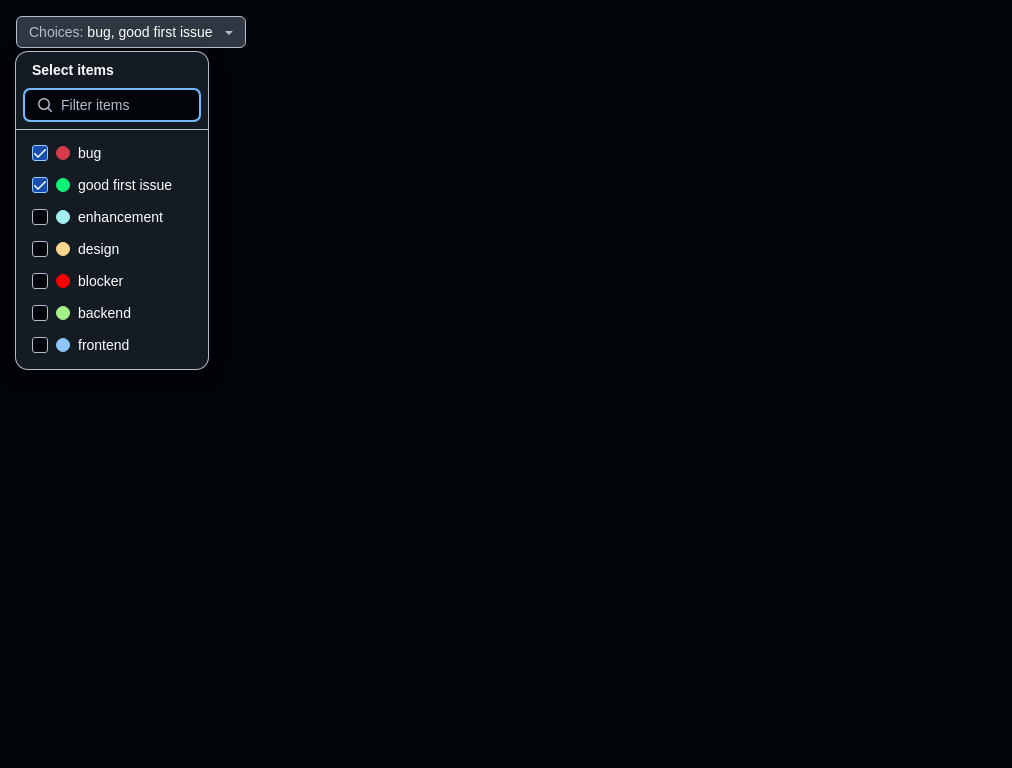 Choices: bug, good first issue
Select items
Filter items
bug
good first issue
enhancement
design
blocker
backend
frontend